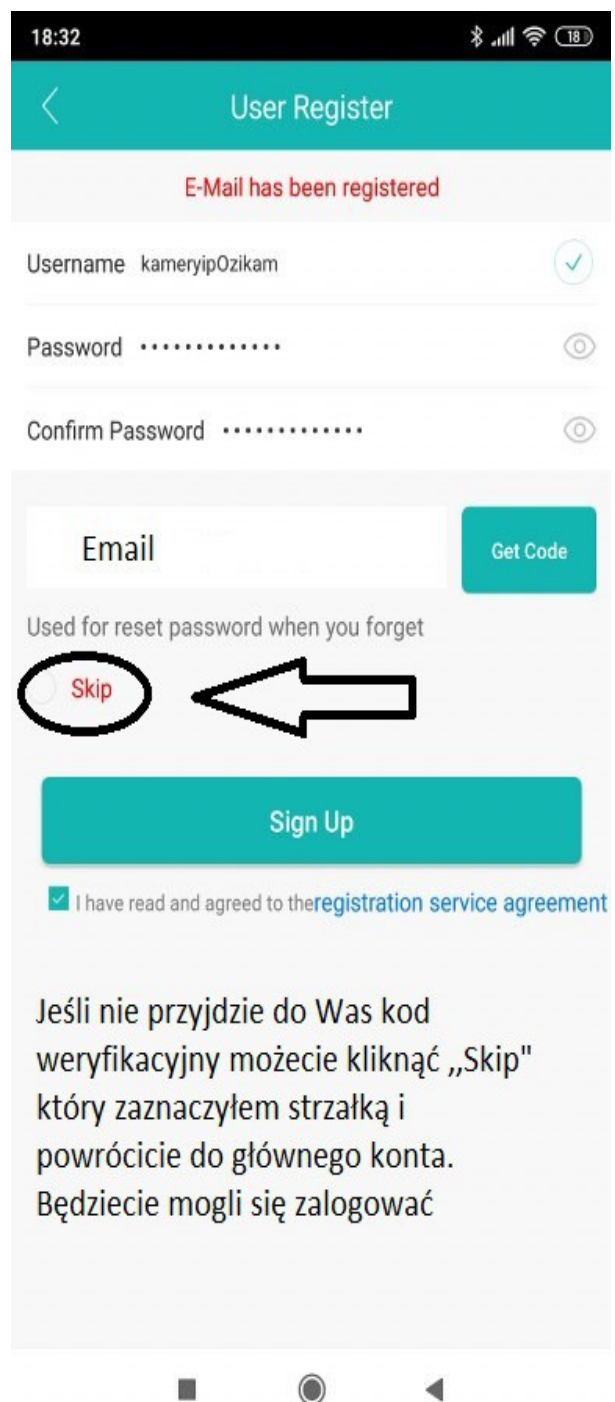 18:32
18
User Register
E-Mail has been registered
Username kameryipOzikam
Password •••••••••••••
Confirm Password •••••••••••••
Email
Get Code
Used for reset password when you forget
Skip
Sign Up
I have read and agreed to theregistration service agreement
Jeśli nie przyjdzie do Was kod
weryfikacyjny możecie kliknąć ,,Skip"
który zaznaczyłem strzałką i
powrócicie do głównego konta.
Będziecie mogli się zalogować